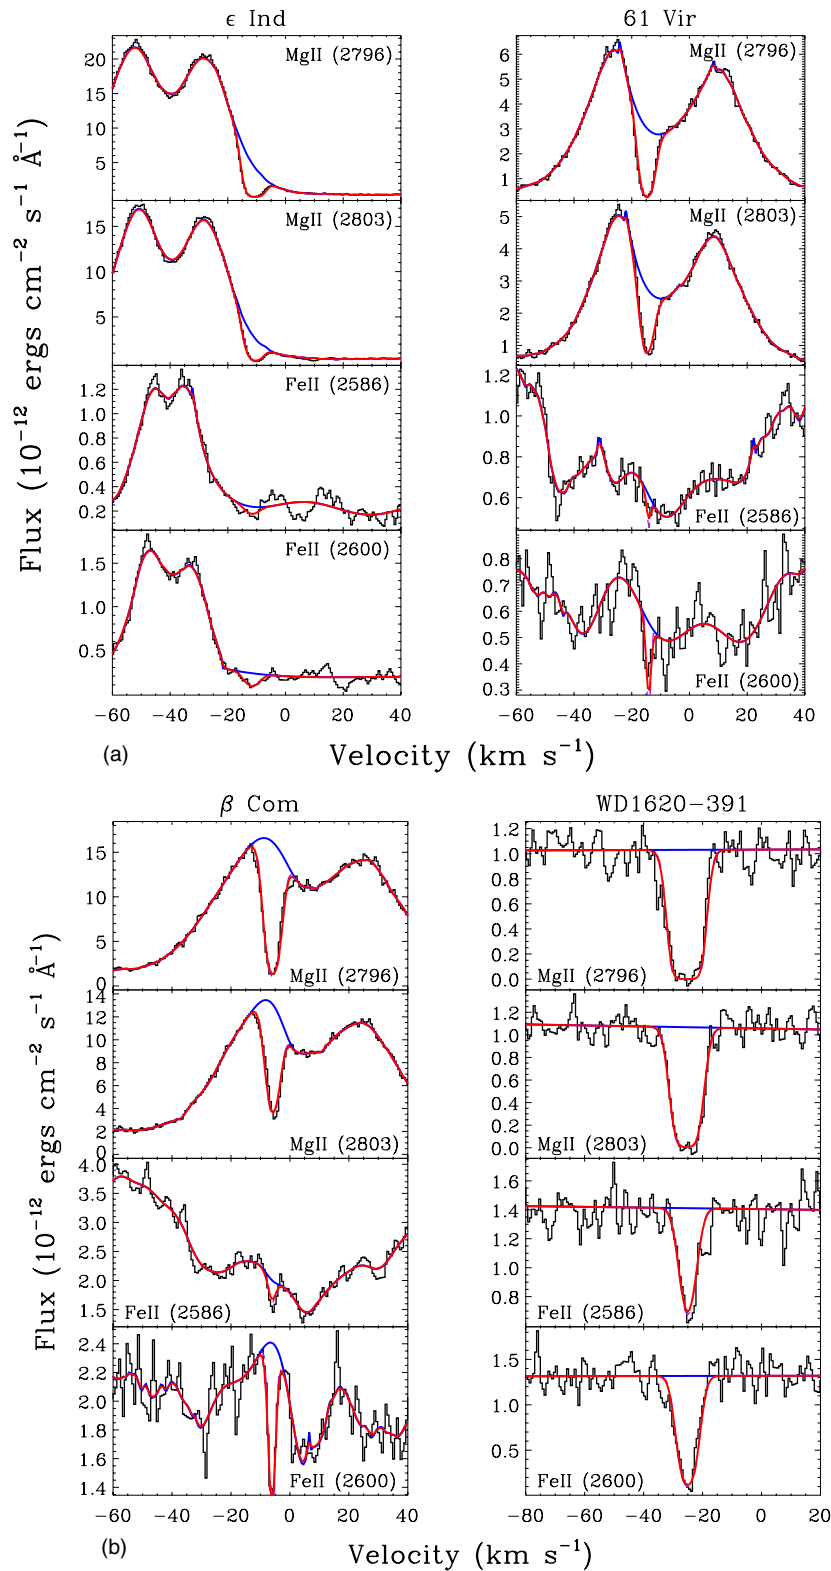 ϵ Ind
61 Vir
MgII (2796)
20
15
10
5
MgII (2796)
6
5
4
3
2
1
MgII (2803)
15
10
5
MgII (2803)
5
4
3
2
1
FeII (2586)
1.2
1.0
0.8
0.6
0.4
0.2
1.2
1.0
0.8
0.6
FeII (2586)
FeII (2600)
1.5
1.0
0.5
0.8
0.7
0.6
0.5
0.4
0.3
FeII (2600)
Flux (10⁻¹² ergs cm⁻² s⁻¹ Å⁻¹)
−60 −40 −20 0 20 40
−60 −40 −20 0 20 40
(a)
Velocity (km s⁻¹)
β Com
WD1620−391
15
10
5
0
MgII (2796)
1.2
1.0
0.8
0.6
0.4
0.2
0.0
MgII (2796)
14
12
10
8
6
4
2
0
MgII (2803)
1.2
1.0
0.8
0.6
0.4
0.2
0.0
MgII (2803)
4.0
3.5
3.0
2.5
2.0
1.5
FeII (2586)
1.6
1.4
1.2
1.0
0.8
FeII (2586)
2.4
2.2
2.0
1.8
1.6
1.4
FeII (2600)
1.5
1.0
0.5
FeII (2600)
Flux (10⁻¹² ergs cm⁻² s⁻¹ Å⁻¹)
−60 −40 −20 0 20 40
−80 −60 −40 −20 0 20
(b)
Velocity (km s⁻¹)